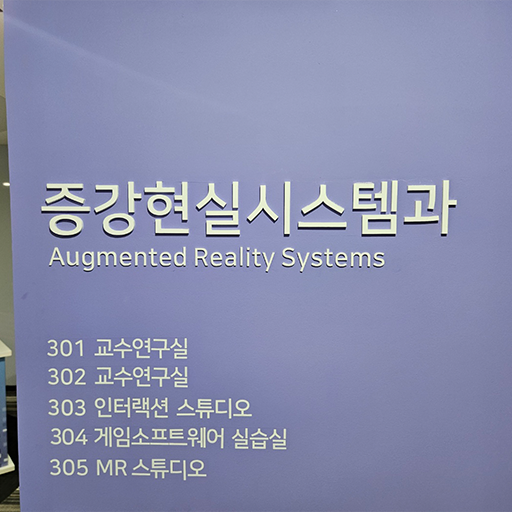 증강현실시스템과
Augmented Reality Systems
301 교수연구실
302 교수연구실
303 인터랙션 스튜디오
304 게임소프트웨어 실습실
305 MR 스튜디오